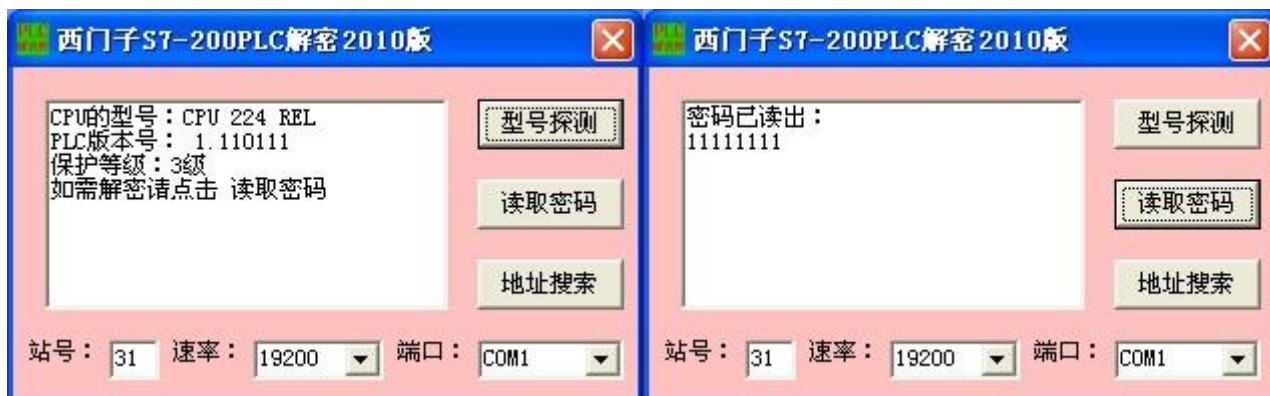 西门子S7-200PLC解密2010版
CPU的型号：CPU 224 REL
PLC版本号： 1.110111
保护等级：3级
如需解密请点击 读取密码
型号探测
读取密码
地址搜索
站号： 31 速率： 19200 端口： COM1
西门子S7-200PLC解密2010版
密码已读出：
11111111
型号探测
读取密码
地址搜索
站号： 31 速率： 19200 端口： COM1